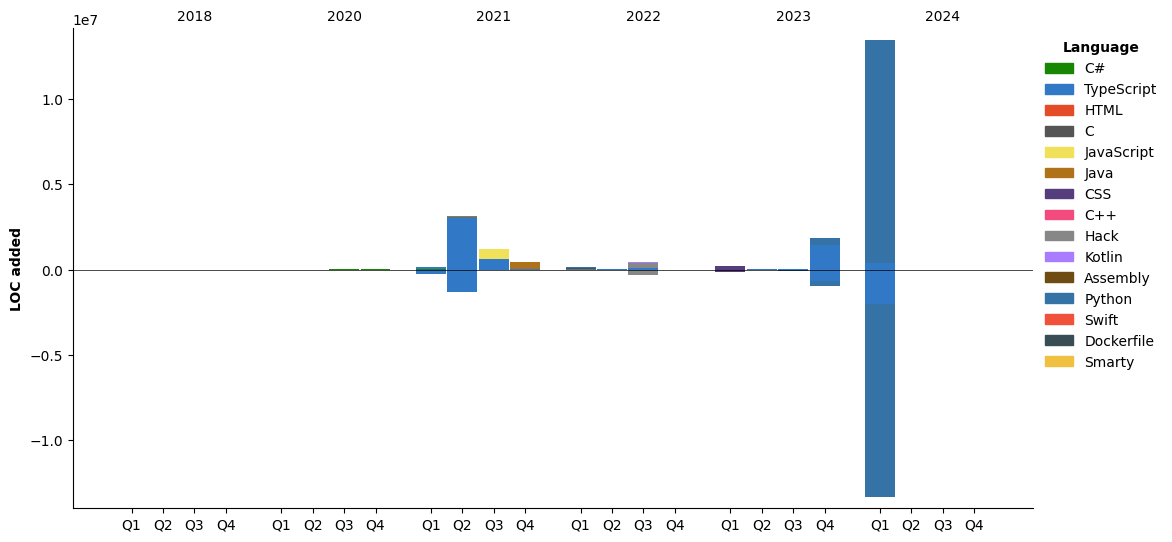 1e7
2018 2020 2021 2022 2023 2024
Language
C#
TypeScript
HTML
C
JavaScript
Java
CSS
C++
Hack
Kotlin
Assembly
Python
Swift
Dockerfile
Smarty
LOC added
1.0
0.5
0.0
−0.5
−1.0
Q1 Q2 Q3 Q4 Q1 Q2 Q3 Q4 Q1 Q2 Q3 Q4 Q1 Q2 Q3 Q4 Q1 Q2 Q3 Q4 Q1 Q2 Q3 Q4